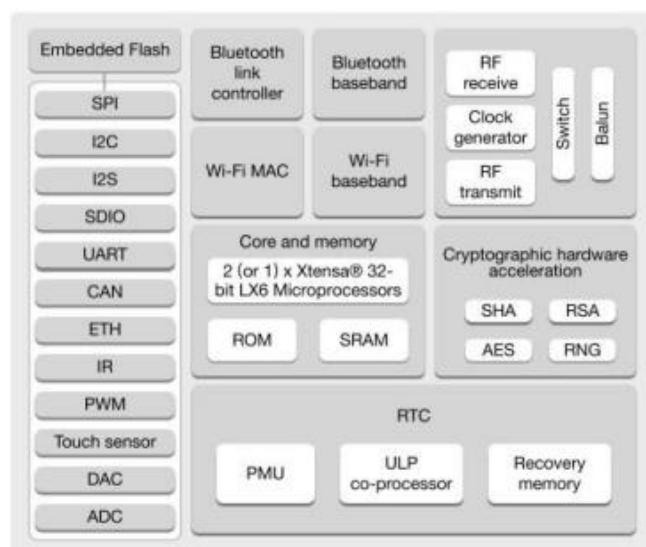 Embedded Flash
SPI
I2C
I2S
SDIO
UART
CAN
ETH
IR
PWM
Touch sensor
DAC
ADC
Bluetooth
link
controller
Bluetooth
baseband
Wi-Fi MAC
Wi-Fi
baseband
RF
receive
Clock
generator
RF
transmit
Switch
Balun
Core and memory
2 (or 1) x Xtensa® 32-
bit LX6 Microprocessors
ROM
SRAM
Cryptographic hardware
acceleration
SHA
RSA
AES
RNG
RTC
PMU
ULP
co-processor
Recovery
memory